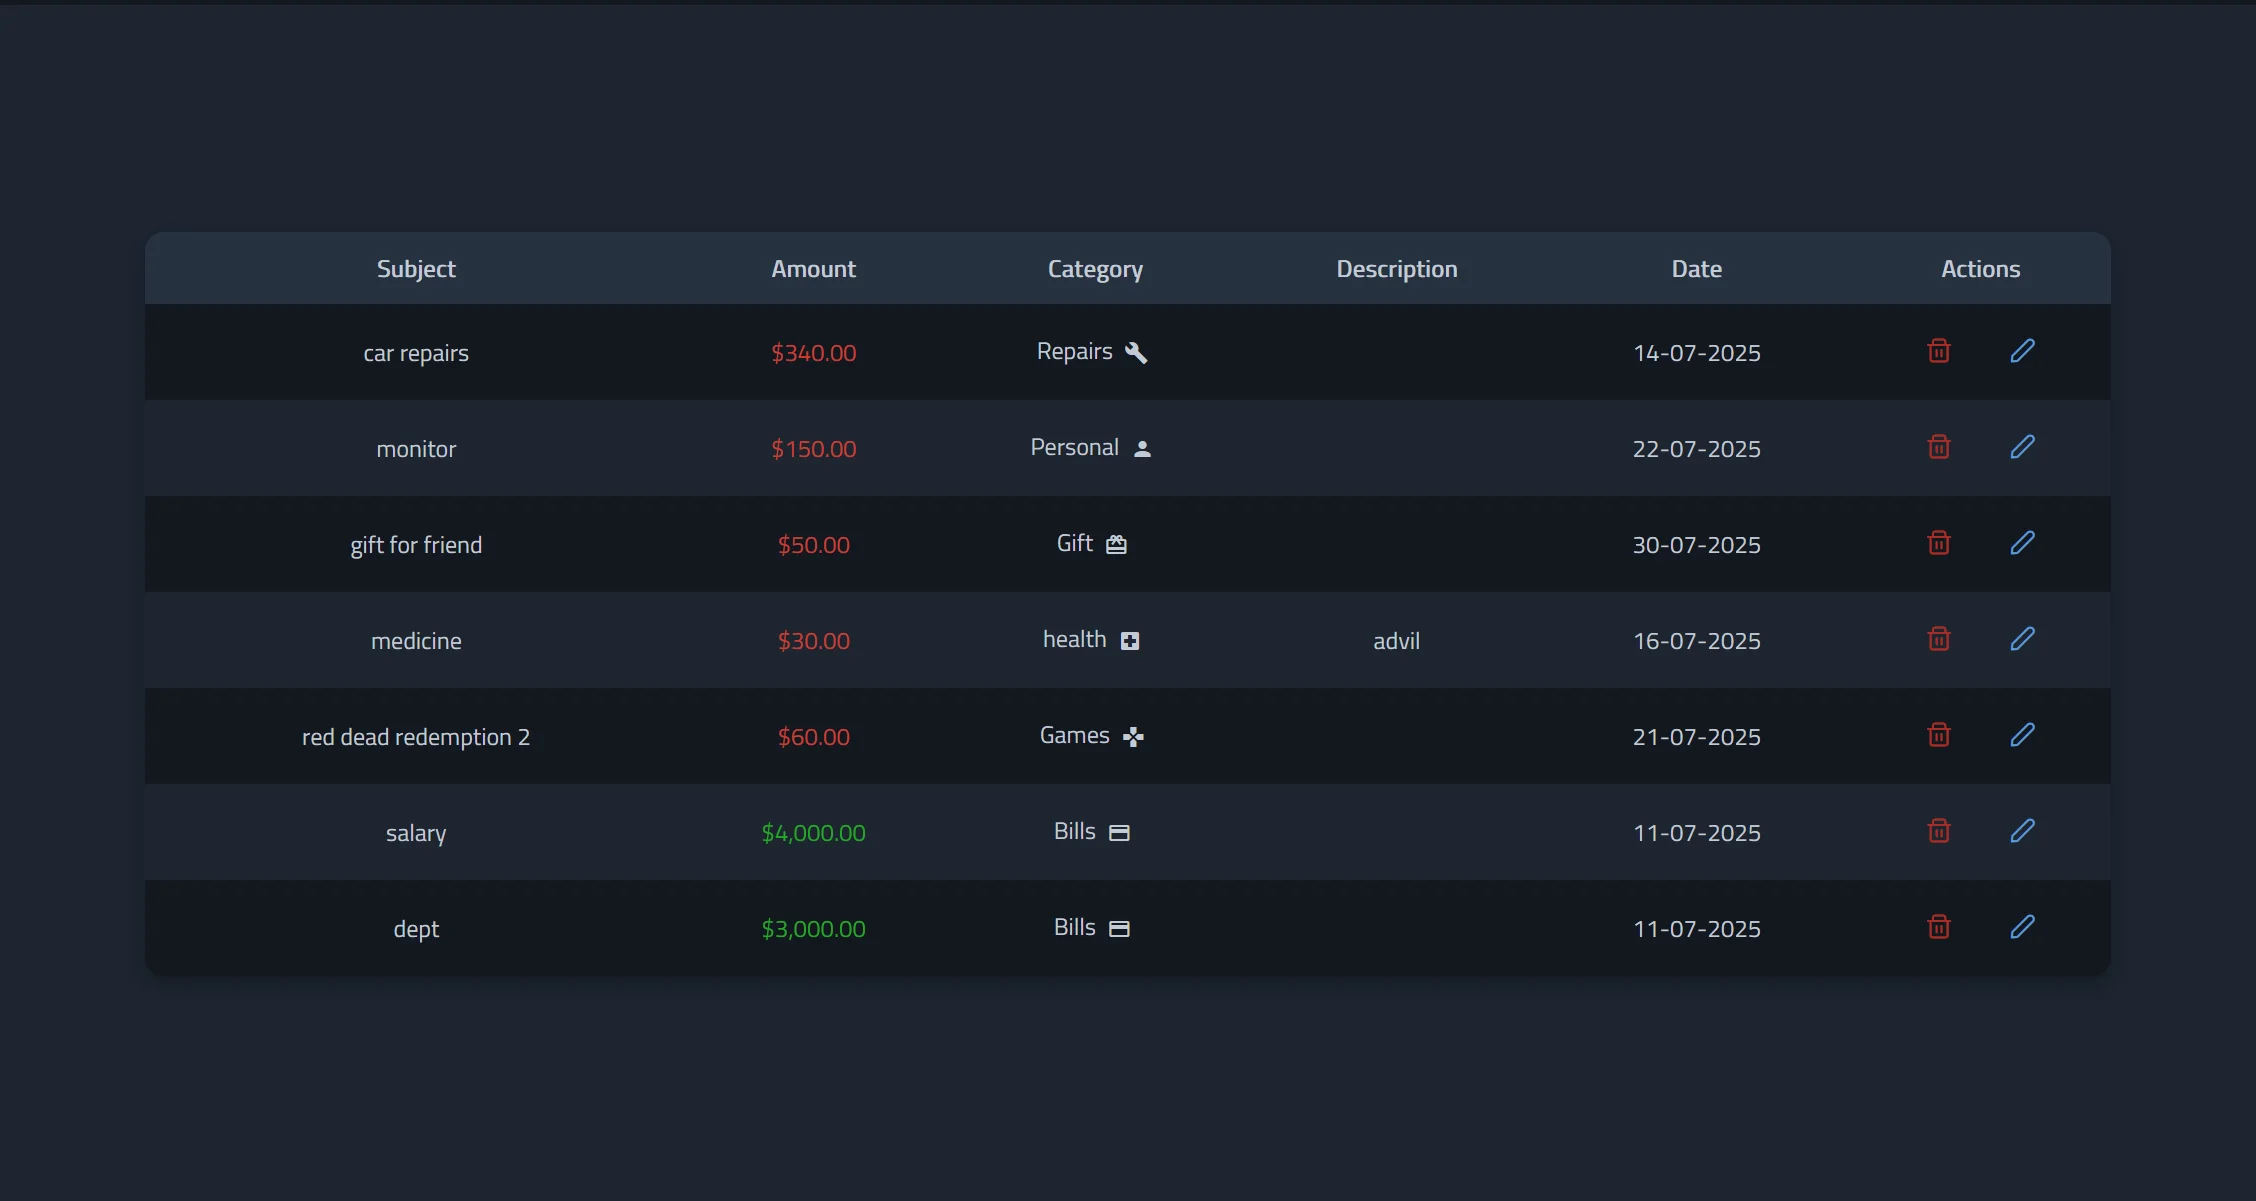 Subject Amount Category Description Date Actions
car repairs $340.00 Repairs 14-07-2025
monitor $150.00 Personal 22-07-2025
gift for friend $50.00 Gift 30-07-2025
medicine $30.00 health advil 16-07-2025
red dead redemption 2 $60.00 Games 21-07-2025
salary $4,000.00 Bills 11-07-2025
dept $3,000.00 Bills 11-07-2025